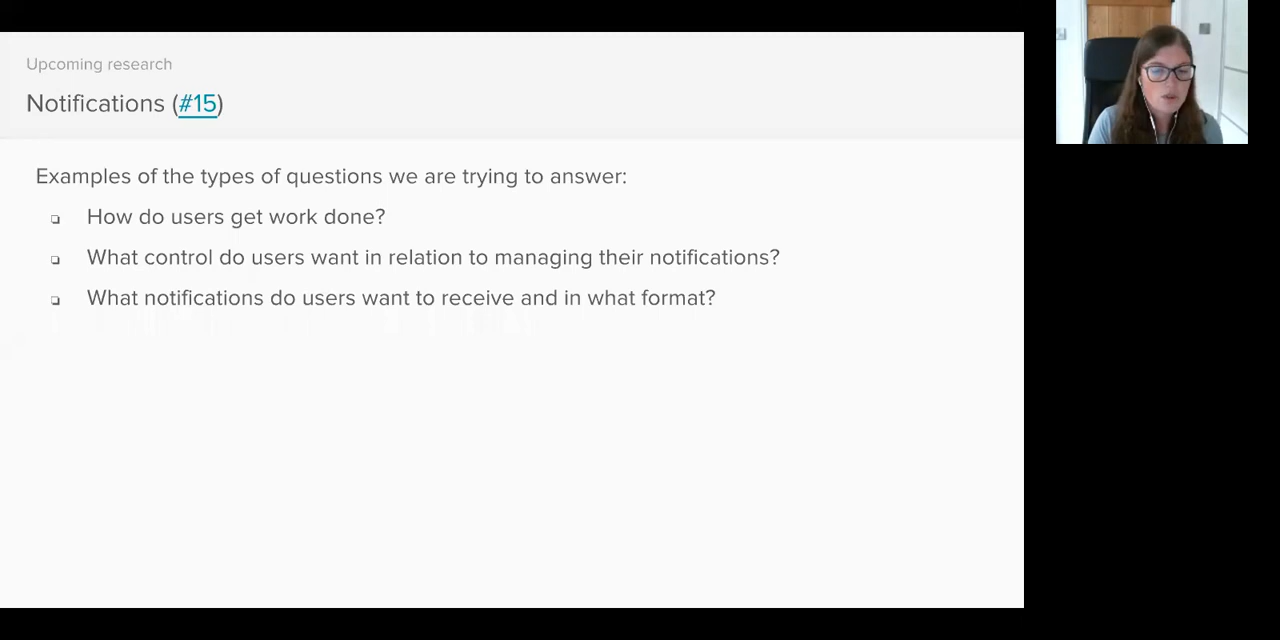 Upcoming research
Notifications (#15)
Examples of the types of questions we are trying to answer:
How do users get work done?
What control do users want in relation to managing their notifications?
What notifications do users want to receive and in what format?